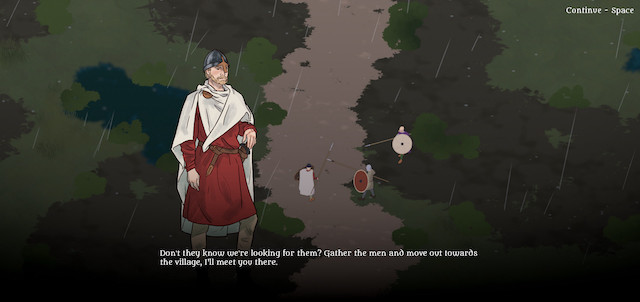 Continue - Space
Don't they know we're looking for them? Gather the men and move out towards
the village, I'll meet you there.